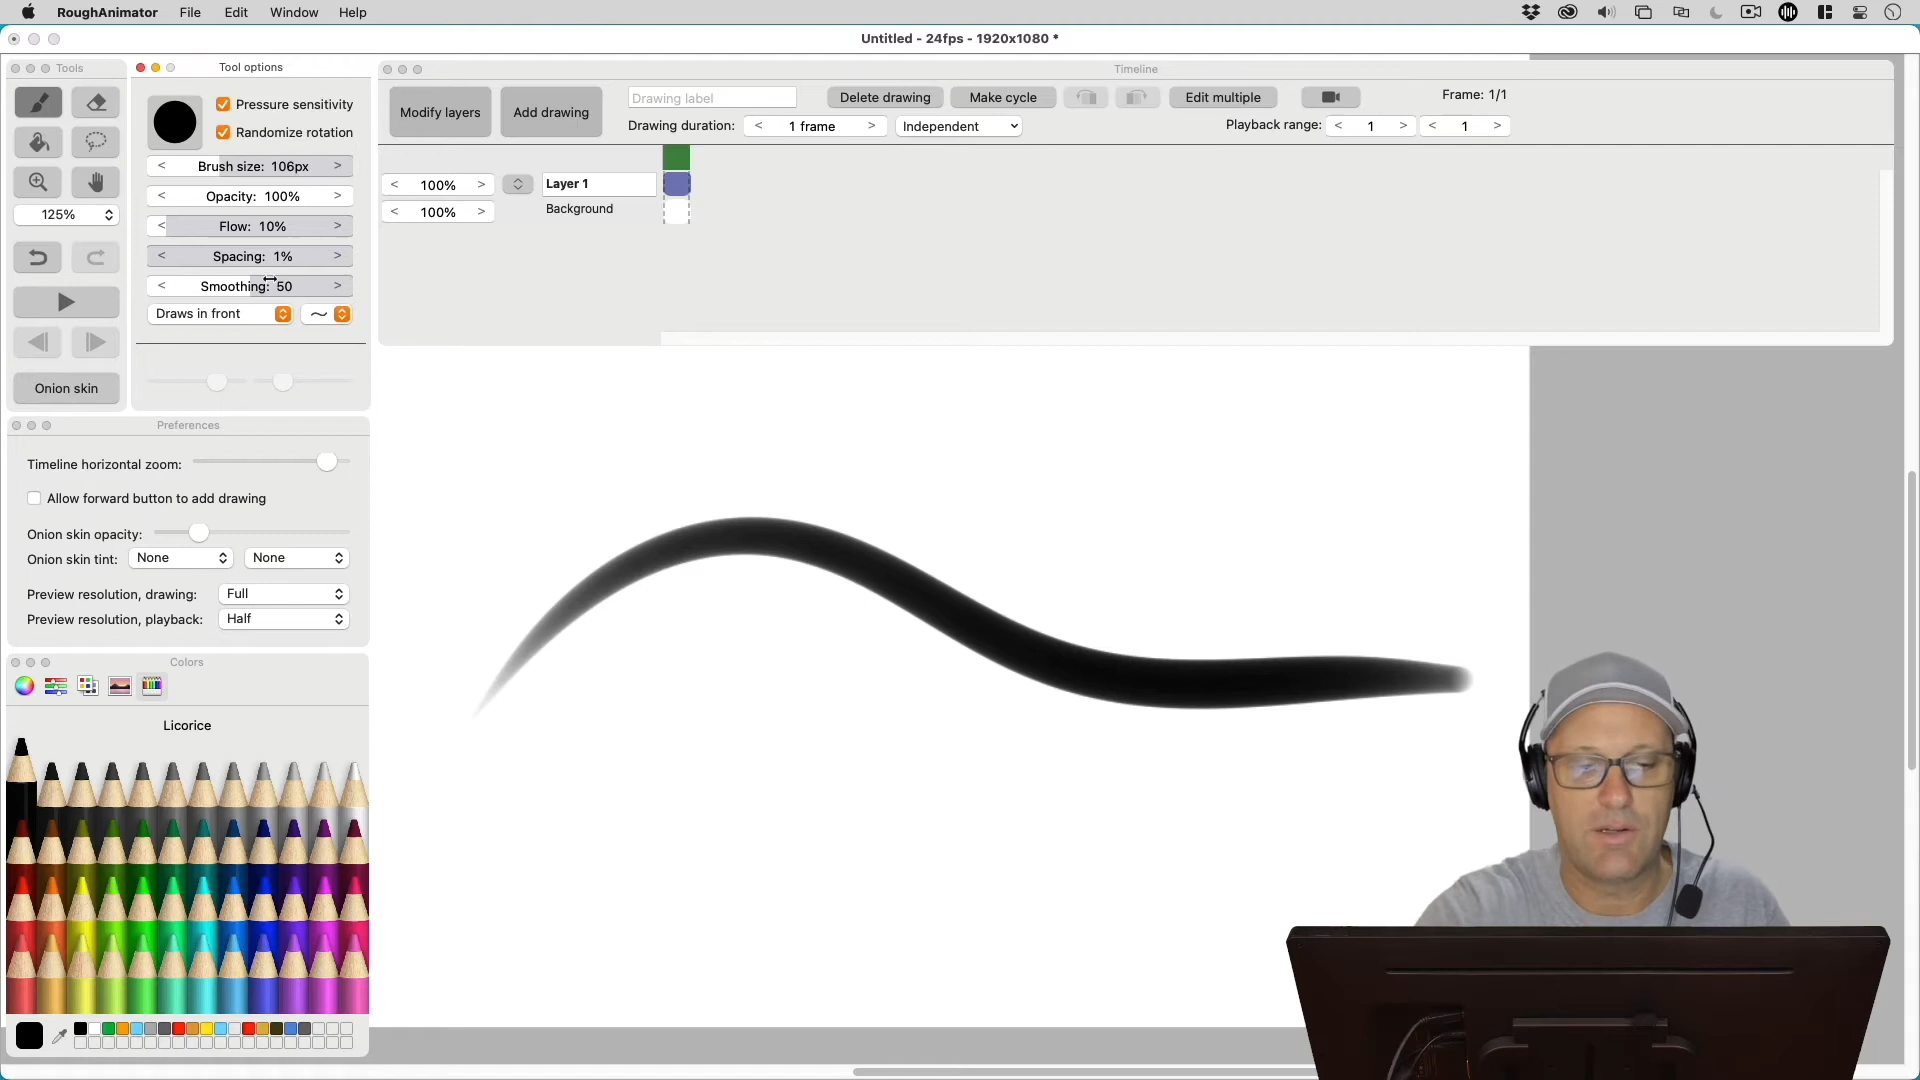 RoughAnimator File Edit Window Help
Untitled - 24fps - 1920x1080 *
Tools
Tool options
Timeline
Pressure sensitivity
Randomize rotation
Brush size: 106px
Opacity: 100%
Flow: 10%
Spacing: 1%
Smoothing: 50
Draws in front
125%
Onion skin
Modify layers
Add drawing
Drawing label
Delete drawing
Make cycle
Edit multiple
Frame: 1/1
Drawing duration: < 1 frame > Independent
Playback range: < 1 > < 1 >
< 100% > Layer 1
< 100% > Background
Preferences
Timeline horizontal zoom:
Allow forward button to add drawing
Onion skin opacity:
Onion skin tint: None None
Preview resolution, drawing: Full
Preview resolution, playback: Half
Colors
Licorice